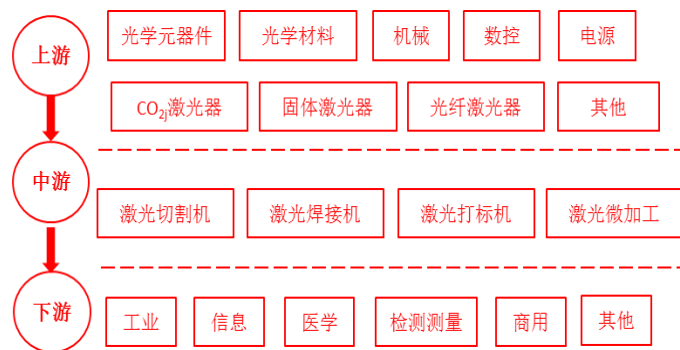 上游
光学元器件 光学材料 机械 数控 电源
CO₂j激光器 固体激光器 光纤激光器 其他
中游
激光切割机 激光焊接机 激光打标机 激光微加工
下游
工业 信息 医学 检测测量 商用 其他